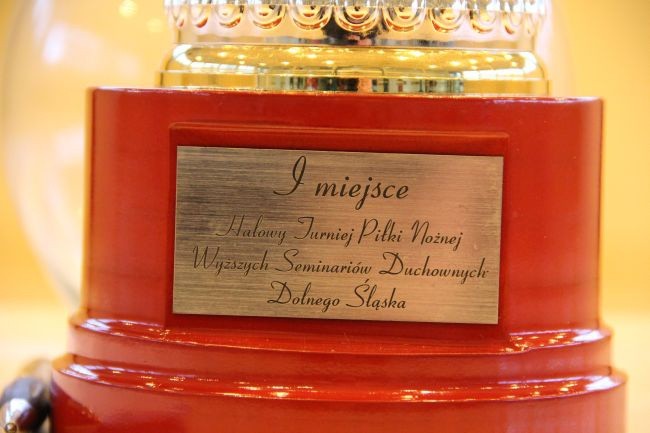 I miejsce
Halowy Turniej Piłki Nożnej
Wyższych Seminariów Duchownych
Dolnego Śląska